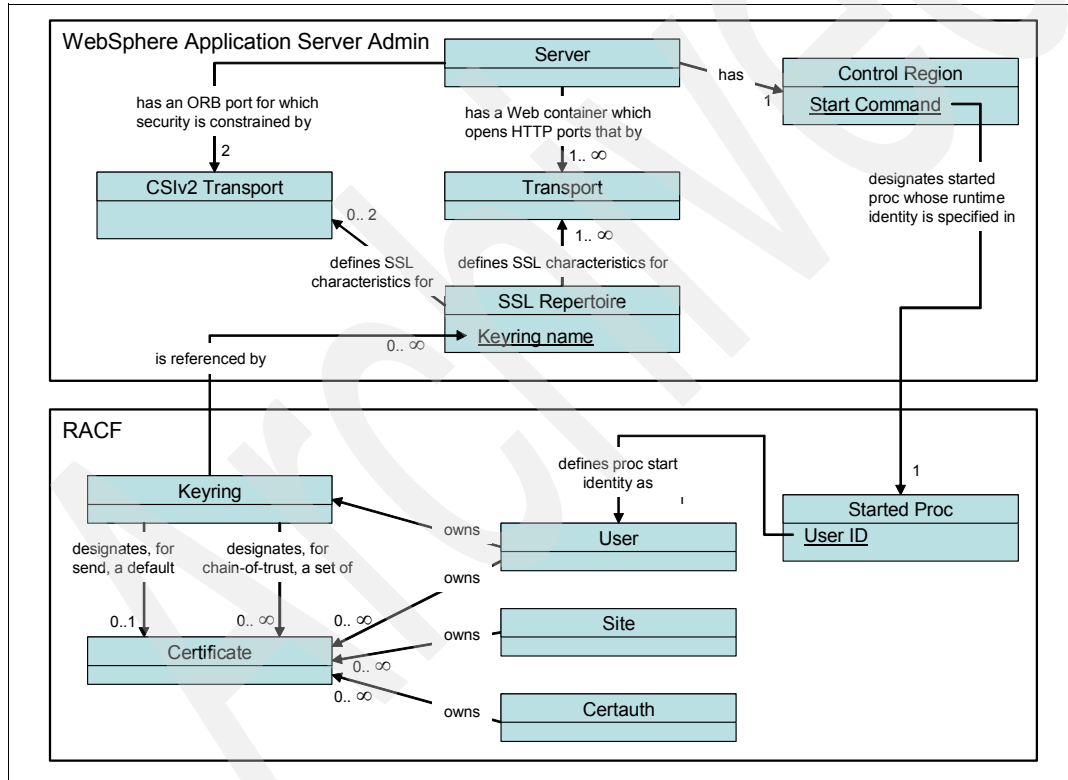 WebSphere Application Server Admin
Server
has
1
Control Region
Start Command
has an ORB port for which
security is constrained by
2
has a Web container which
opens HTTP ports that by
1.. ∞
designates started
proc whose runtime
identity is specified in
CSIv2 Transport
Transport
0.. 2
1.. ∞
defines SSL
characteristics for
defines SSL characteristics for
SSL Repertoire
Keyring name
0.. ∞
is referenced by
RACF
defines proc start
identity as
1
1
Keyring
Started Proc
User ID
owns
User
designates, for
send, a default
designates, for
chain-of-trust, a set of
owns
0..1
0.. ∞
0.. ∞
Certificate
owns
Site
0.. ∞
0.. ∞
owns
Certauth
Archived